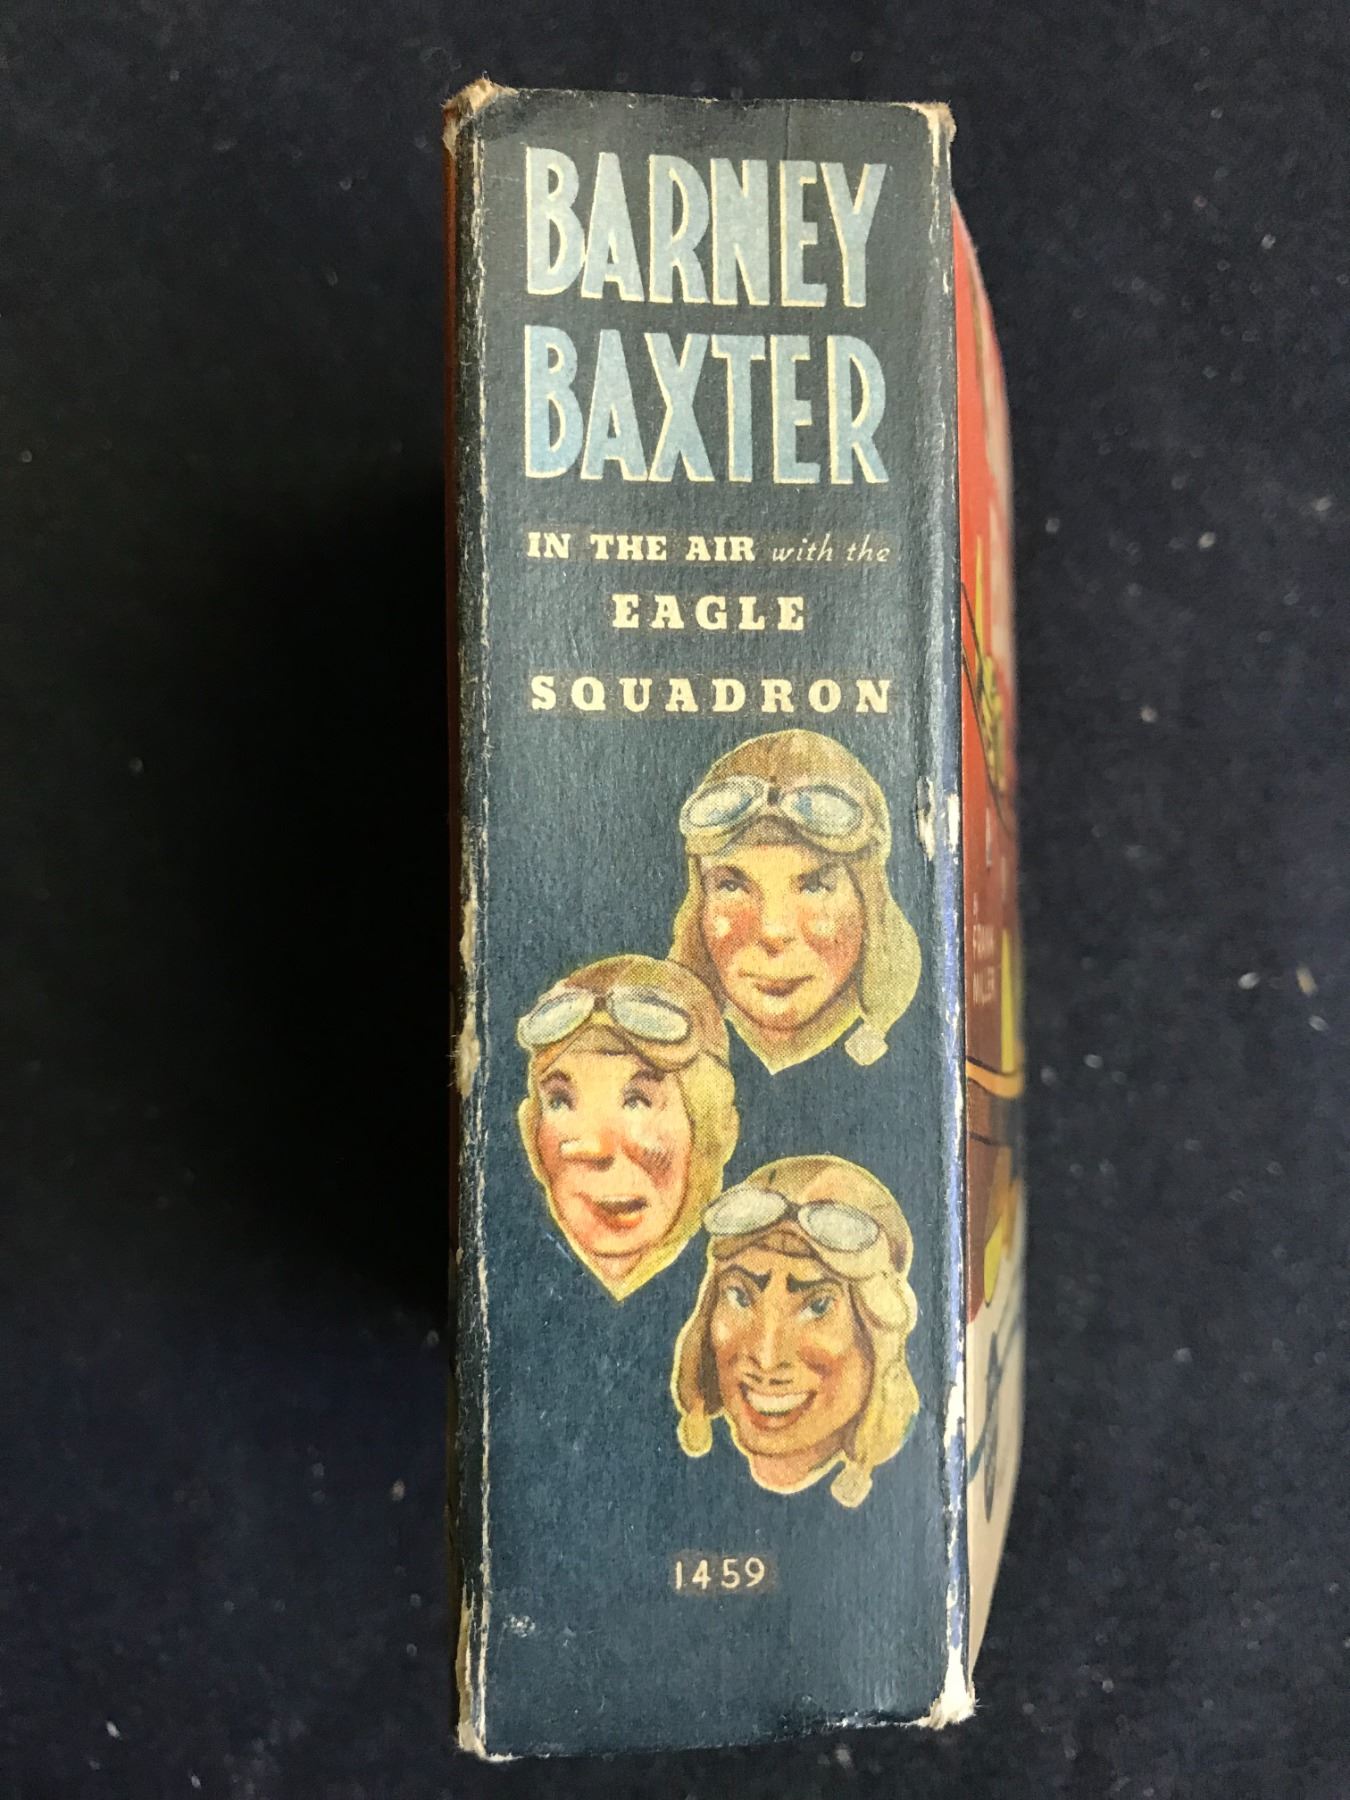 BARNEY
BAXTER
IN THE AIR with the
EAGLE
SQUADRON
1459